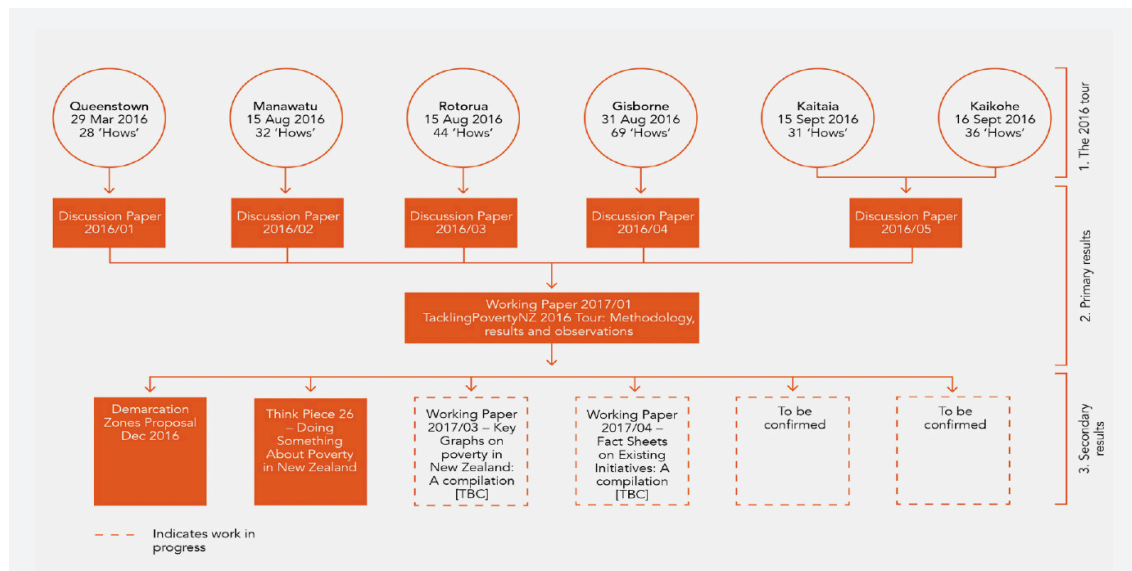 Queenstown
29 Mar 2016
28 ‘Hows’
Manawatu
15 Aug 2016
32 ‘Hows’
Rotorua
15 Aug 2016
44 ‘Hows’
Gisborne
31 Aug 2016
69 ‘Hows’
Kaitaia
15 Sept 2016
31 ‘Hows’
Kaikohe
16 Sept 2016
36 ‘Hows’
1. The 2016 tour
Discussion Paper
2016/01
Discussion Paper
2016/02
Discussion Paper
2016/03
Discussion Paper
2016/04
Discussion Paper
2016/05
2. Primary results
Working Paper 2017/01
TacklingPovertyNZ 2016 Tour: Methodology,
results and observations
Demarcation
Zones Proposal
Dec 2016
Think Piece 26
– Doing
Something
About Poverty
in New Zealand
Working Paper
2017/03 – Key
Graphs on
poverty in
New Zealand:
A compilation
[TBC]
Working Paper
2017/04 –
Fact Sheets
on Existing
Initiatives: A
compilation
[TBC]
To be
confirmed
To be
confirmed
3. Secondary
results
Indicates work in
progress